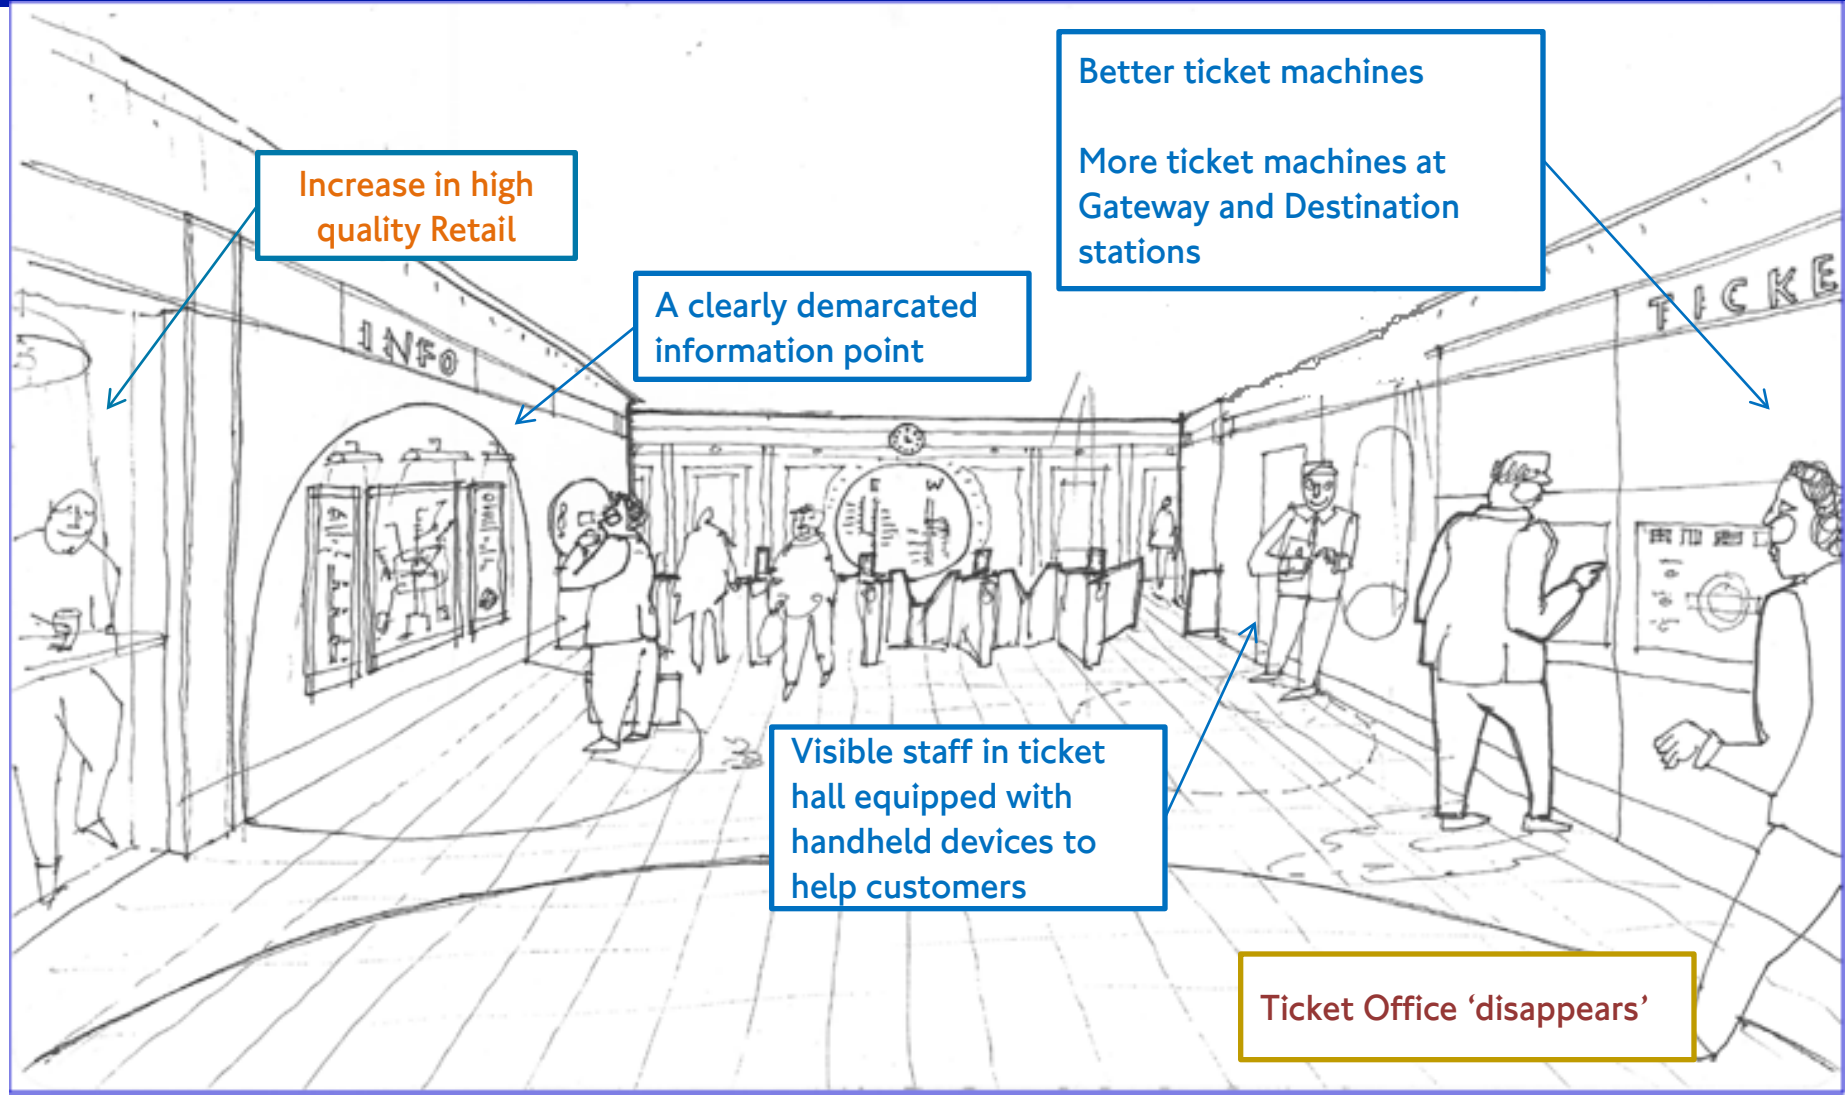 Better ticket machines
More ticket machines at
Gateway and Destination
stations
Increase in high
quality Retail
A clearly demarcated
information point
TICKE
INFO
E W
Visible staff in ticket
hall equipped with
handheld devices to
help customers
Ticket Office ‘disappears’